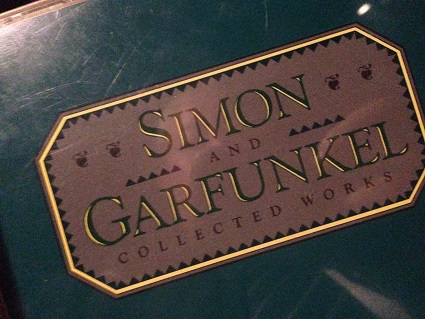 SIMON
AND
GARFUNKEL
COLLECTED WORKS